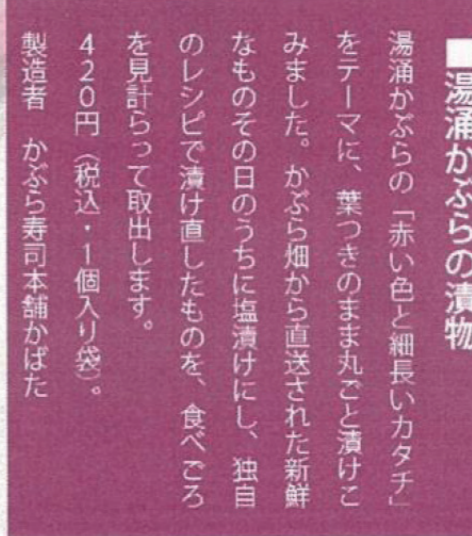 ■湯涌かぶらの漬物
湯涌かぶらの「赤い色と細長いカタチ」
をテーマに、葉つきのまま丸ごと漬けこ
みました。かぶら畑から直送された新鮮
なものその日のうちに塩漬けにし、独自
のレシピで漬け直したものを、食べごろ
を見計らって取出します。
420円（税込・1個入り袋）。
製造者　かぶら寿司本舗かばた